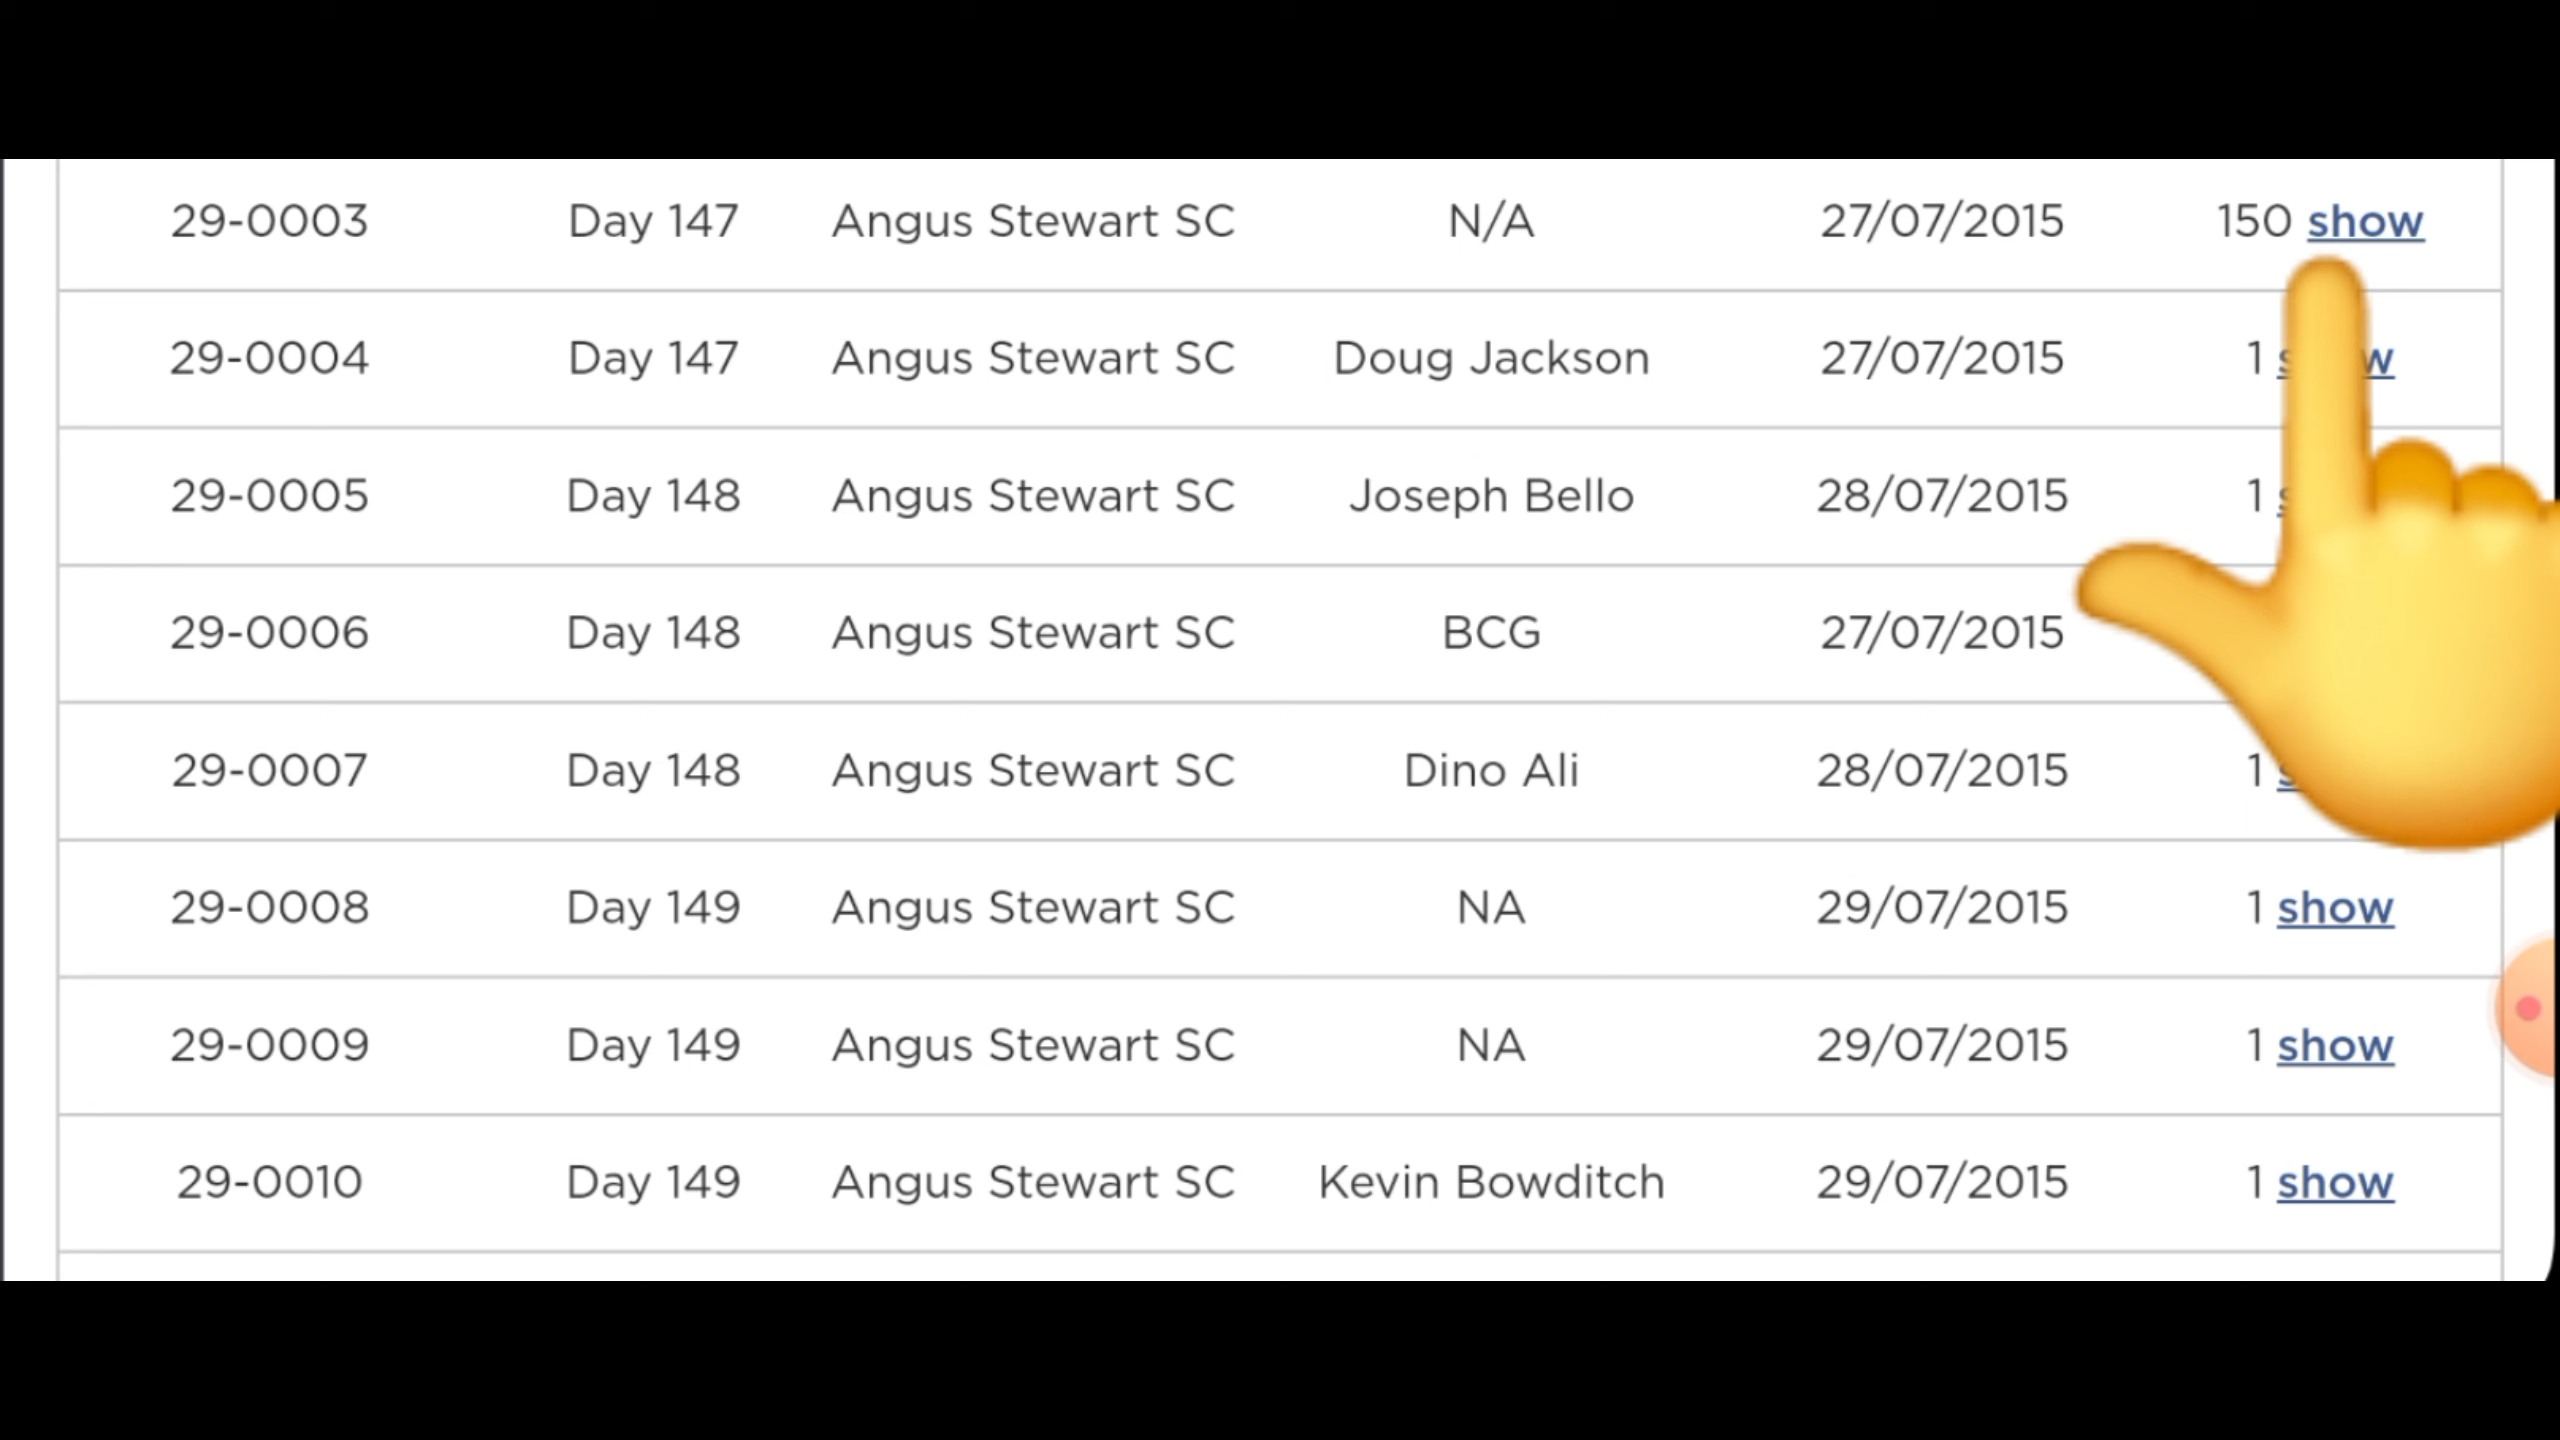 29-0003 Day 147 Angus Stewart SC N/A 27/07/2015 150 show
29-0004 Day 147 Angus Stewart SC Doug Jackson 27/07/2015 1
29-0005 Day 148 Angus Stewart SC Joseph Bello 28/07/2015 1
29-0006 Day 148 Angus Stewart SC BCG 27/07/2015
29-0007 Day 148 Angus Stewart SC Dino Ali 28/07/2015 1
29-0008 Day 149 Angus Stewart SC NA 29/07/2015 1 show
29-0009 Day 149 Angus Stewart SC NA 29/07/2015 1 show
29-0010 Day 149 Angus Stewart SC Kevin Bowditch 29/07/2015 1 show